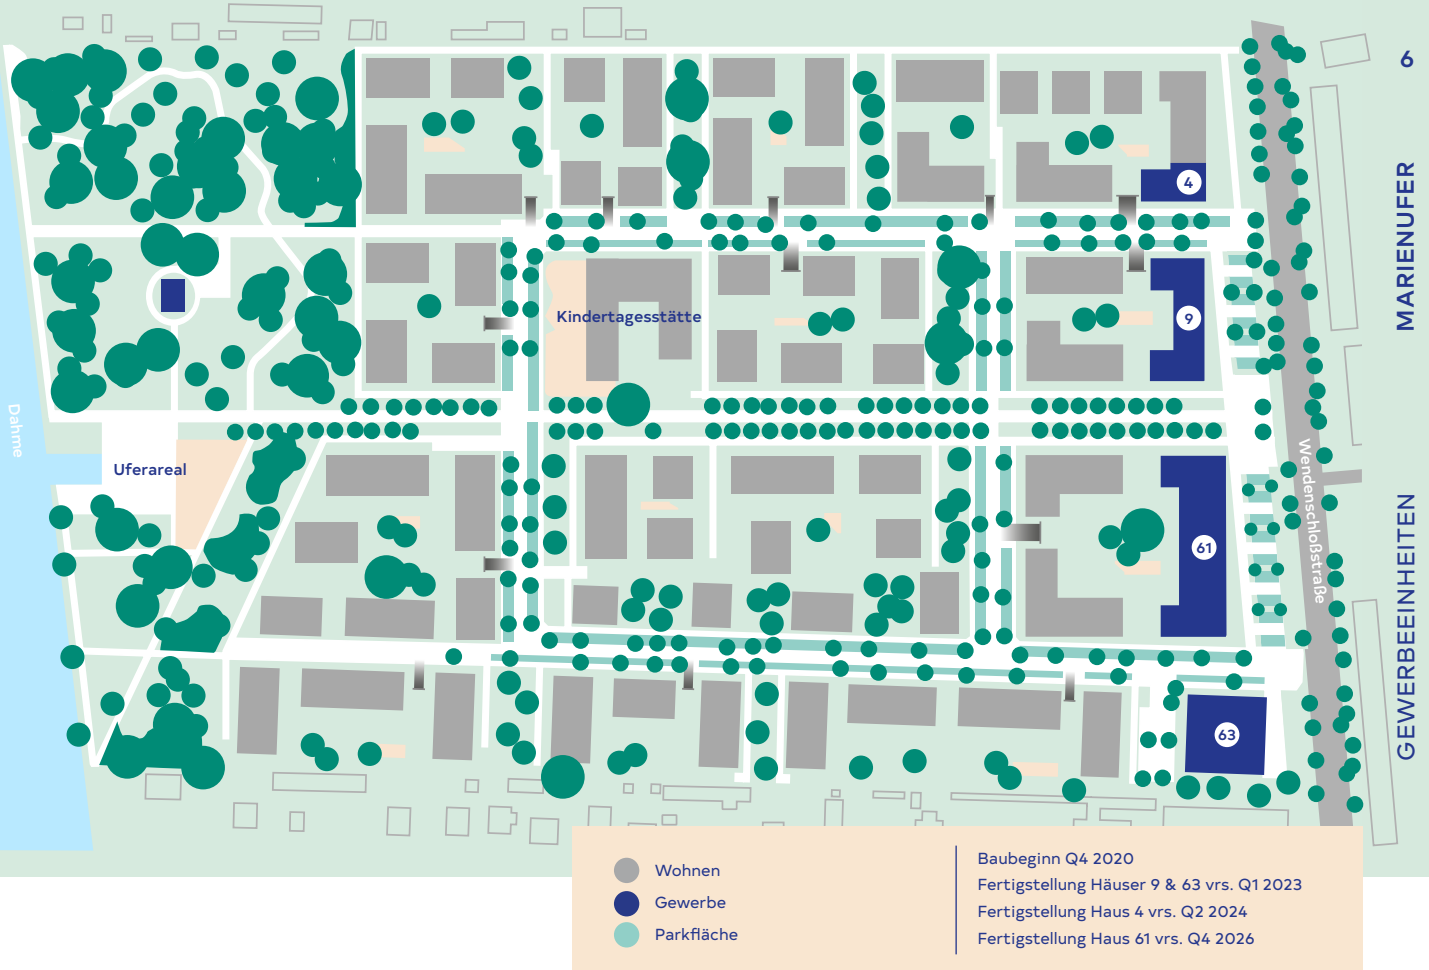 6
MARIENUFER
GEWERBEEINHEITEN
4
9
Kindertagesstätte
Dahme
Uferareal
Wendenschloßstraße
61
63
Wohnen
Gewerbe
Parkfläche
Baubeginn Q4 2020
Fertigstellung Häuser 9 & 63 vrs. Q1 2023
Fertigstellung Haus 4 vrs. Q2 2024
Fertigstellung Haus 61 vrs. Q4 2026